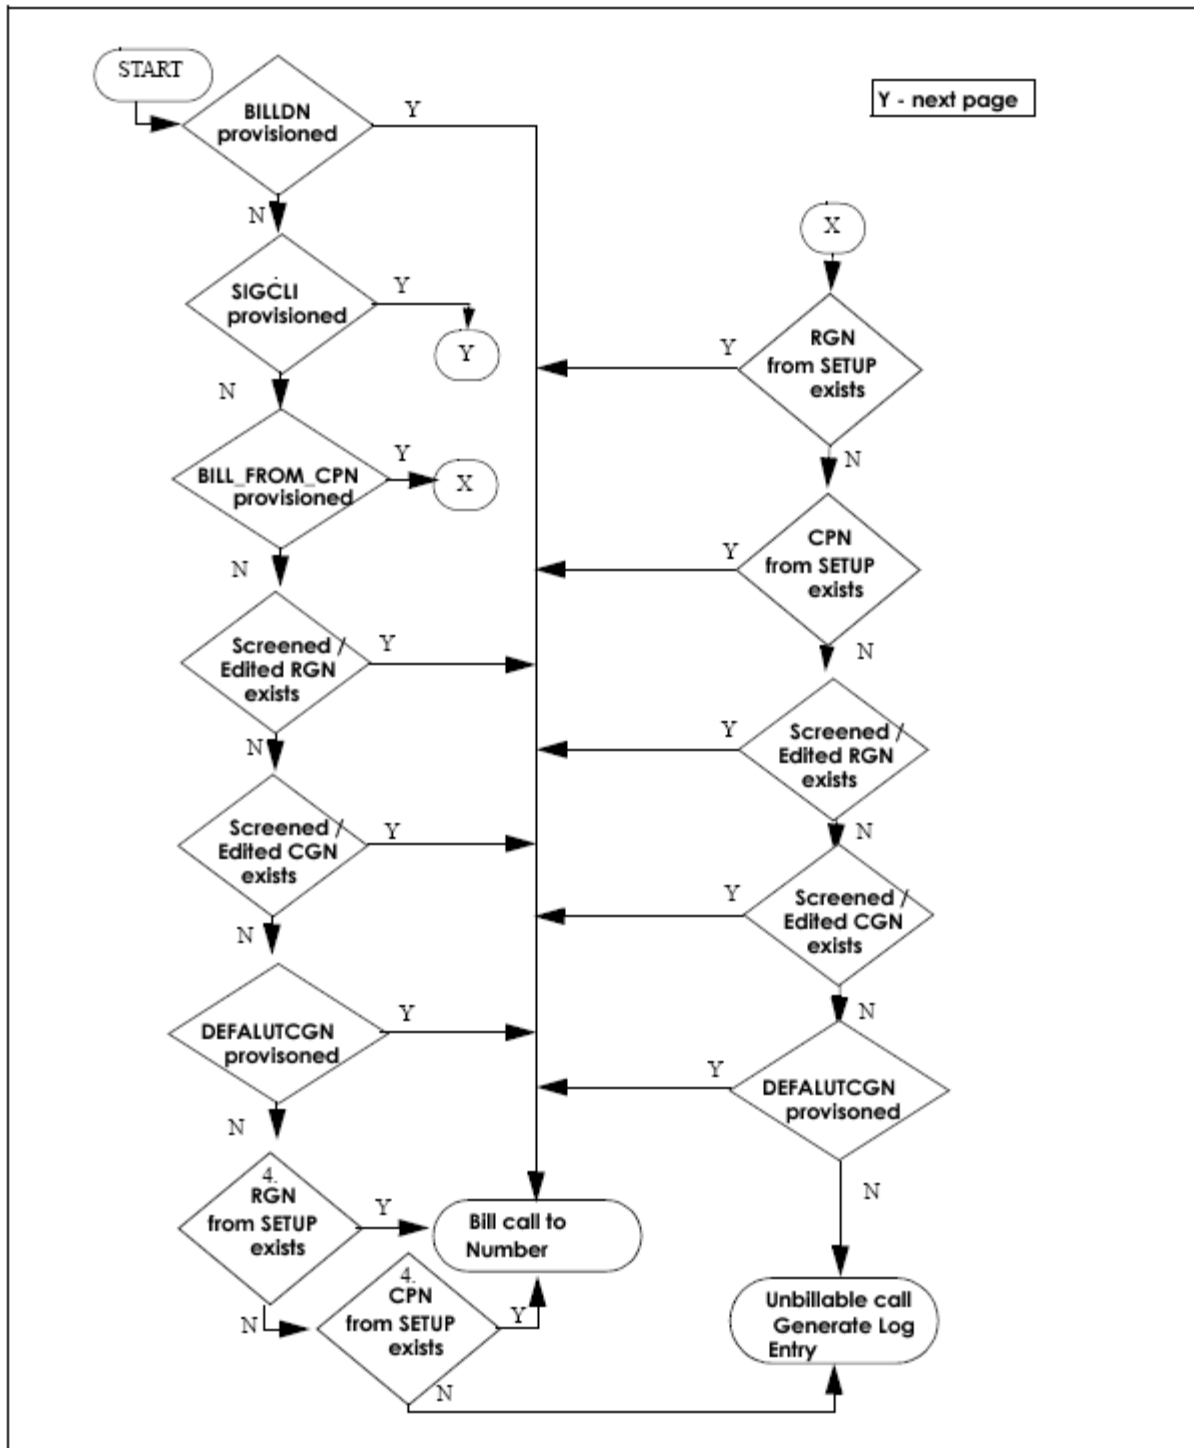 START
BILLDN
provisioned
Y
Y - next page
N
X
SIGCLI
provisioned
Y
Y
N
RGN
from SETUP
exists
Y
N
BILL_FROM_CPN
provisioned
Y
X
N
CPN
from SETUP
exists
Y
N
Screened /
Edited RGN
exists
Y
N
Screened /
Edited RGN
exists
Y
N
Screened /
Edited CGN
exists
Y
N
Screened /
Edited CGN
exists
Y
N
DEFALUTCGN
provisoned
Y
N
DEFALUTCGN
provisoned
Y
N
4.
RGN
from SETUP
exists
Y
N
Bill call to
Number
4.
CPN
from SETUP
exists
Y
N
Unbillable call
Generate Log
Entry